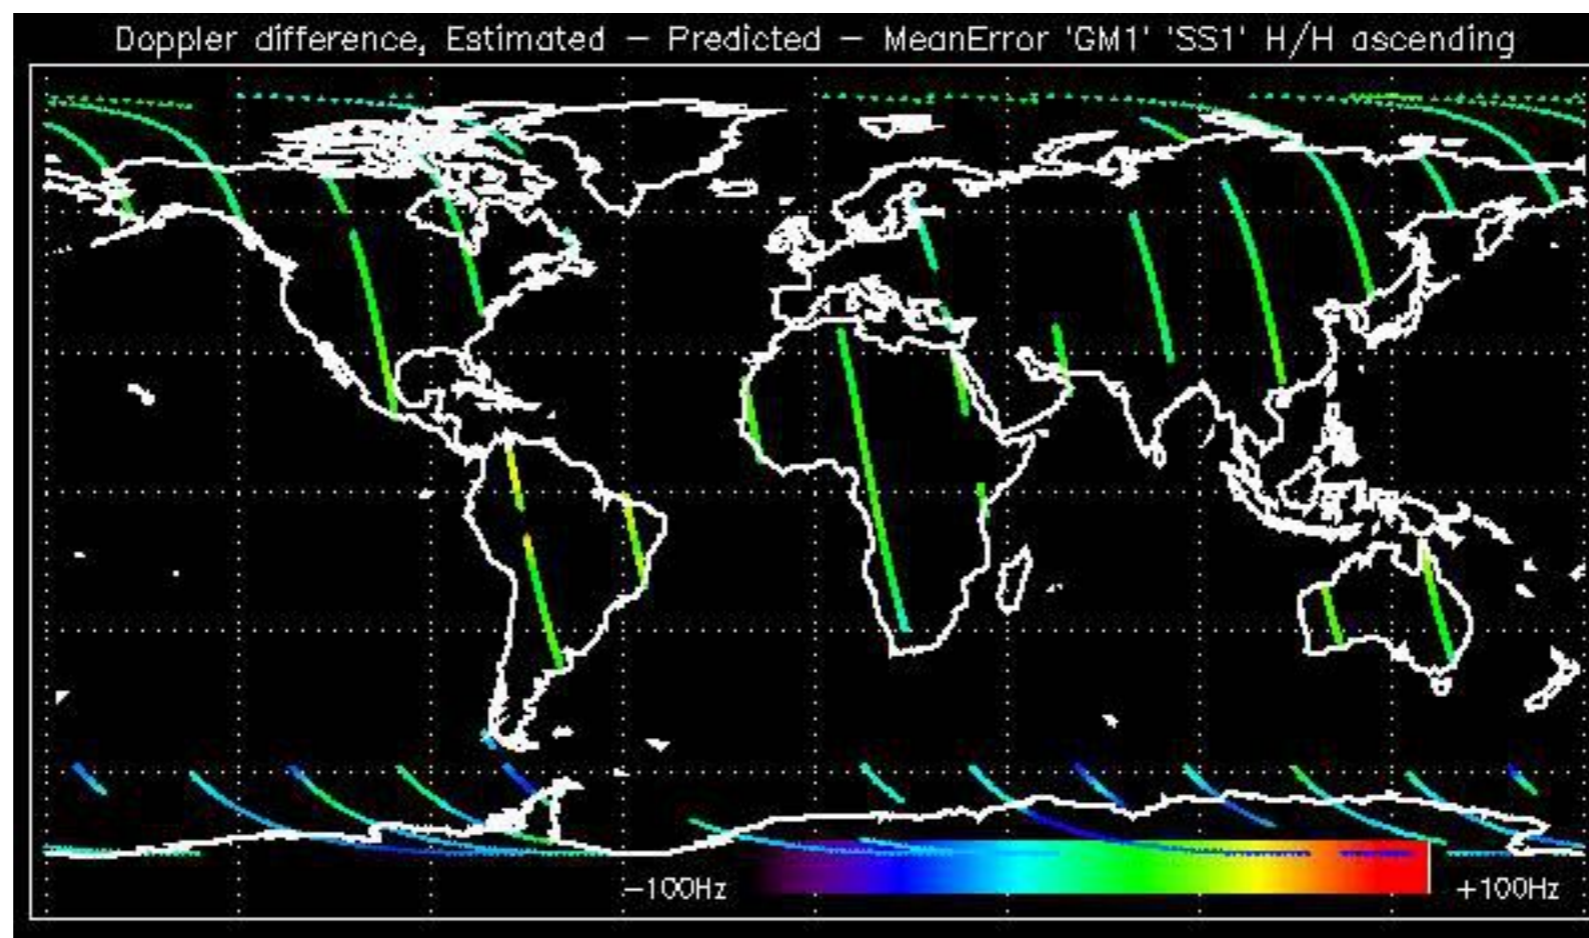 Doppler difference, Estimated − Predicted − MeanError 'GM1' 'SS1' H/H ascending
−100Hz +100Hz